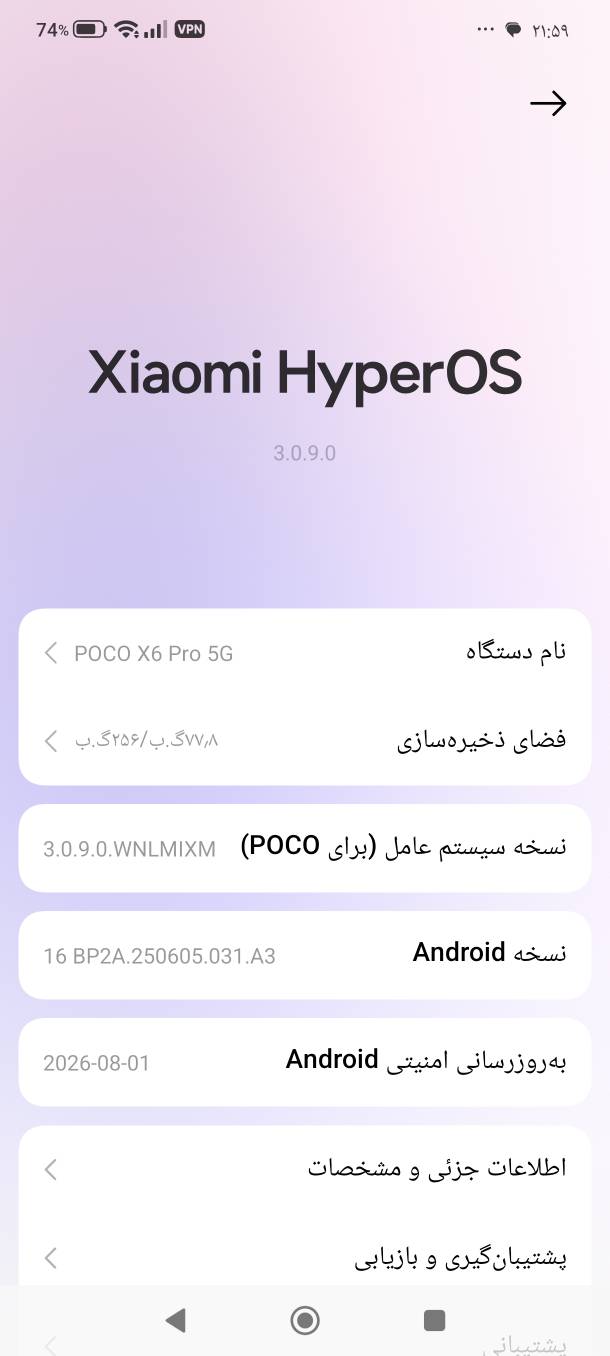 74% VPN ۲۱:۵۹
Xiaomi HyperOS
3.0.9.0
نام دستگاه POCO X6 Pro 5G
فضای ذخیره‌سازی ۷۷٫۸گ.ب/۲۵۶گ.ب
نسخه سیستم عامل (برای POCO) 3.0.9.0.WNLMIXM
نسخه Android 16 BP2A.250605.031.A3
به‌روزرسانی امنیتی Android 2026-08-01
اطلاعات جزئی و مشخصات
پشتیبان‌گیری و بازیابی
پشتیبانی